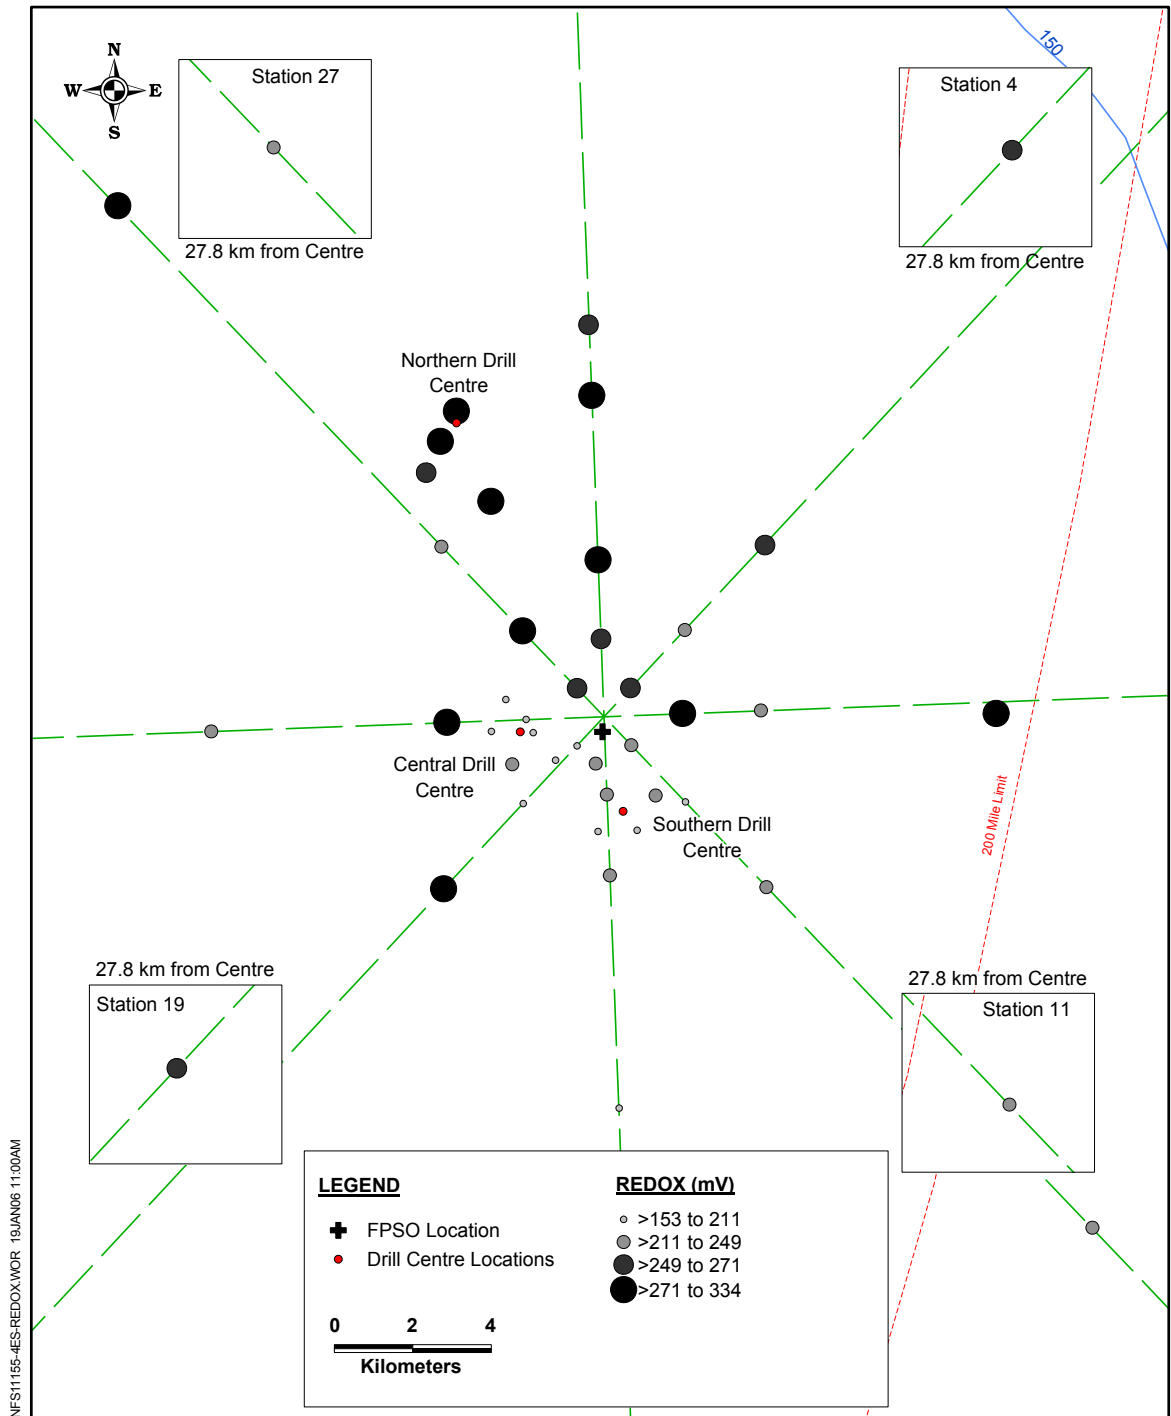 N
W E
S
Station 27
27.8 km from Centre
150
Station 4
27.8 km from Centre
Northern Drill
Centre
Central Drill
Centre
Southern Drill
Centre
200 Mile Limit
27.8 km from Centre
Station 19
27.8 km from Centre
Station 11
LEGEND
FPSO Location
Drill Centre Locations
0 2 4
Kilometers
REDOX (mV)
>153 to 211
>211 to 249
>249 to 271
>271 to 334
NFS11155-4ES-REDOX.WOR 19JAN06 11:00AM